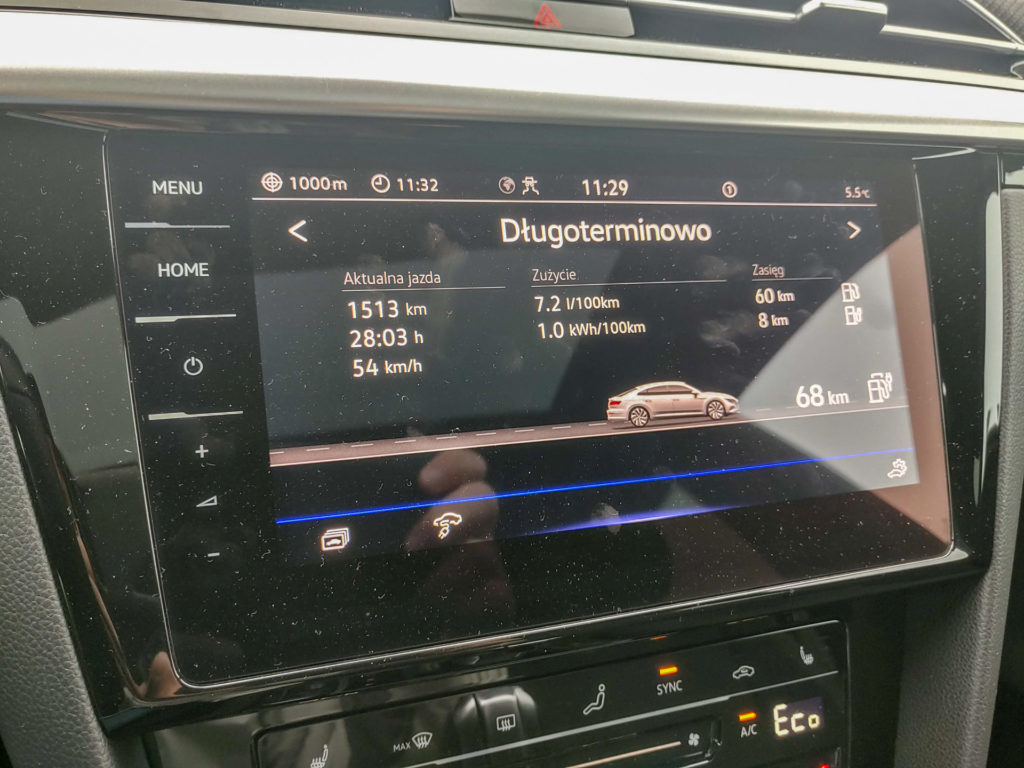 MENU
1000m 11:32 11:29 1 5.5°C
Długoterminowo
HOME
Aktualna jazda Zużycie Zasięg
1513 km 7.2 l/100km 60 km
28:03 h 1.0 kWh/100km 8 km
54 km/h
68 km
+
-
SYNC
MAX
A/C
Eco